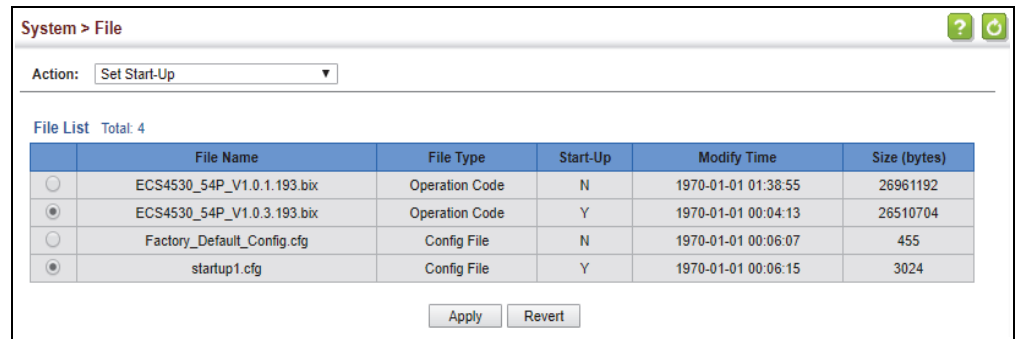 System > File
?
Action: Set Start-Up
File List Total: 4
File Name File Type Start-Up Modify Time Size (bytes)
ECS4530_54P_V1.0.1.193.bix Operation Code N 1970-01-01 01:38:55 26961192
ECS4530_54P_V1.0.3.193.bix Operation Code Y 1970-01-01 00:04:13 26510704
Factory_Default_Config.cfg Config File N 1970-01-01 00:06:07 455
startup1.cfg Config File Y 1970-01-01 00:06:15 3024
Apply Revert